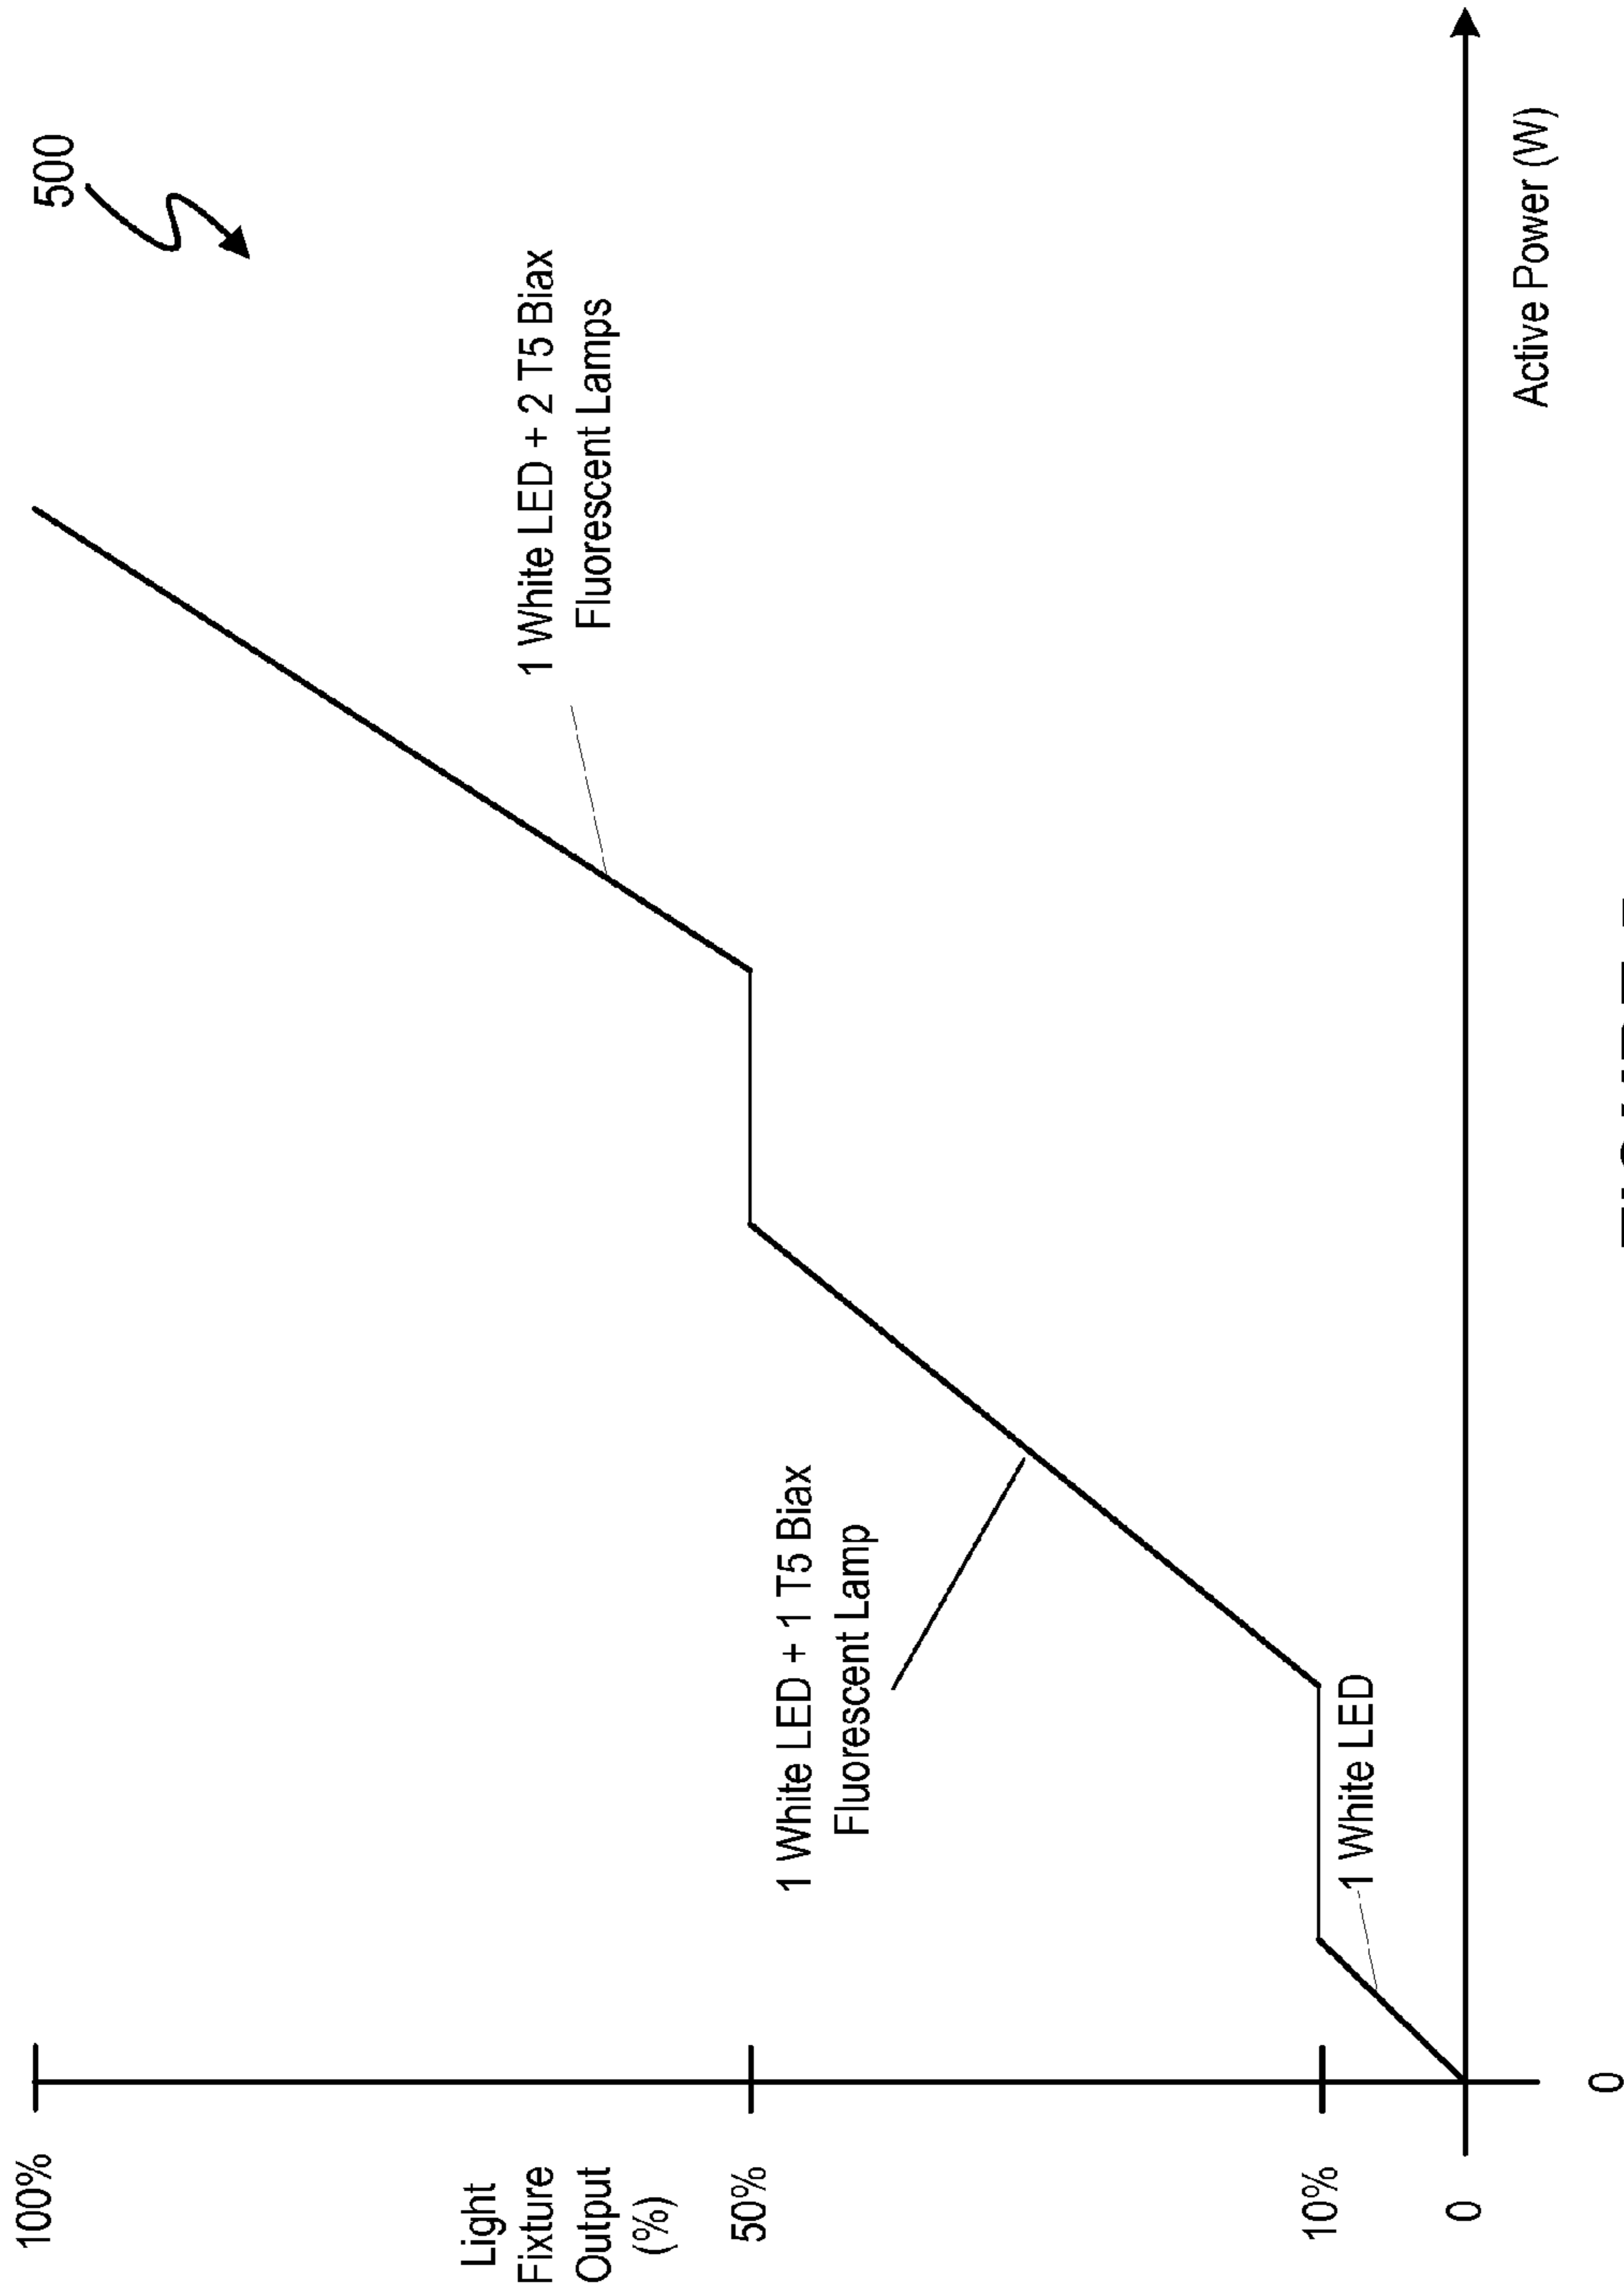 500
100%
Light
Fixture
Output
(%)
50%
10%
0
0
1 White LED + 2 T5 Biax
Fluorescent Lamps
1 White LED + 1 T5 Biax
Fluorescent Lamp
1 White LED
Active Power (W)